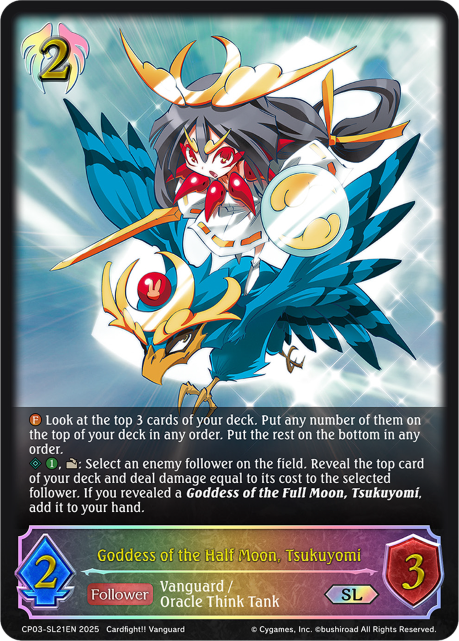 2
F Look at the top 3 cards of your deck. Put any number of them on
the top of your deck in any order. Put the rest on the bottom in any
order.
1, : Select an enemy follower on the field. Reveal the top card
of your deck and deal damage equal to its cost to the selected
follower. If you revealed a Goddess of the Full Moon, Tsukuyomi,
add it to your hand.
Goddess of the Half Moon, Tsukuyomi
2
Follower
Vanguard /
Oracle Think Tank
SL
3
CP03-SL21EN 2025 Cardfight!! Vanguard
© Cygames, Inc. ©bushiroad All Rights Reserved.